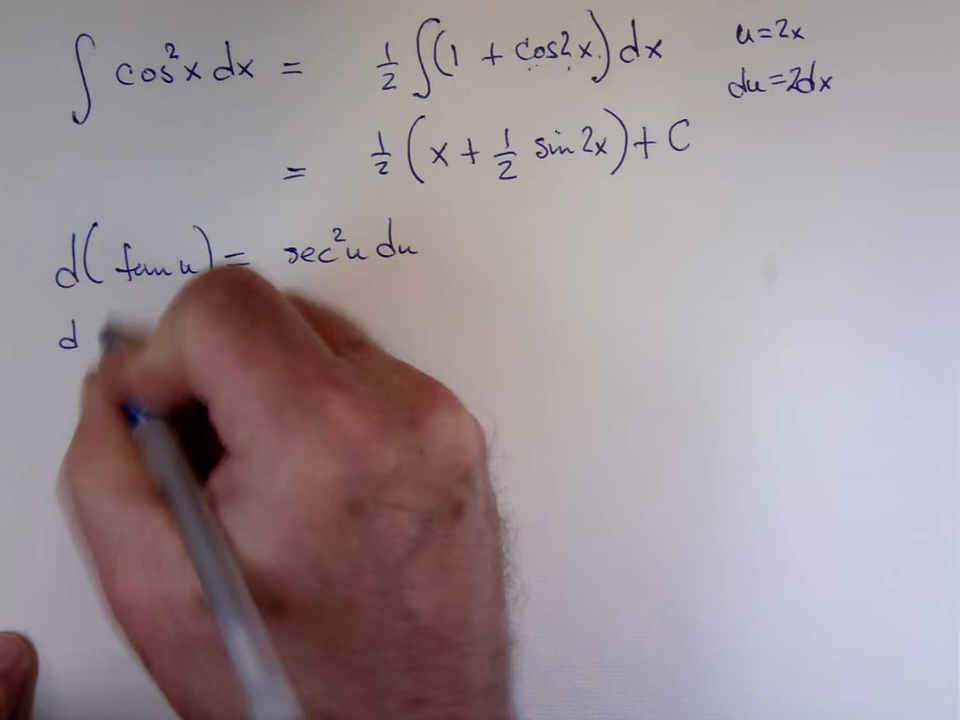 ∫ cos²x dx = ½ ∫(1 + cos2x) dx
u = 2x
du = 2dx
= ½ (x + ½ sin 2x) + C
d(tan u) = sec²u du
d